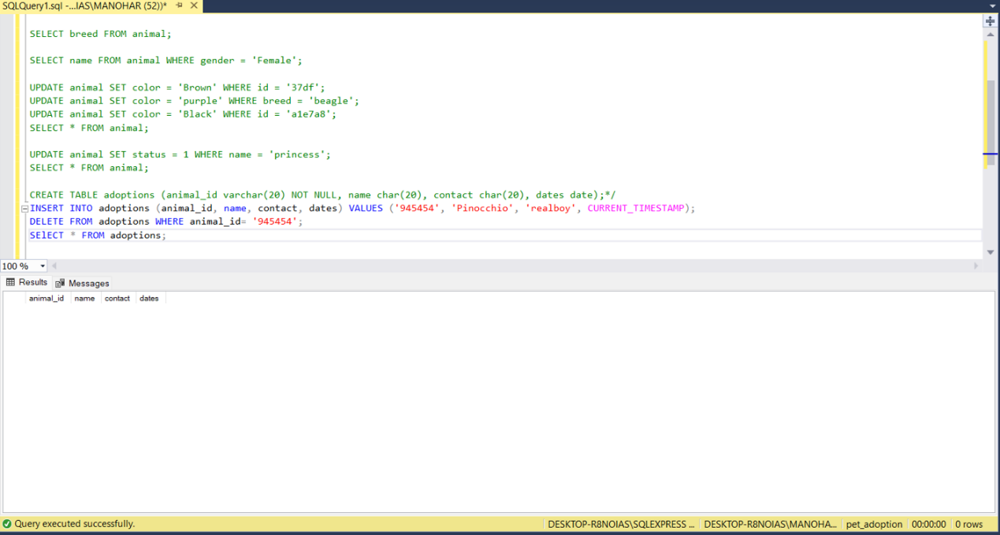 SQLQuery1.sql -...IAS\MANOHAR (52))*
SELECT breed FROM animal;
SELECT name FROM animal WHERE gender = 'Female';
UPDATE animal SET color = 'Brown' WHERE id = '37df';
UPDATE animal SET color = 'purple' WHERE breed = 'beagle';
UPDATE animal SET color = 'Black' WHERE id = 'a1e7a8';
SELECT * FROM animal;
UPDATE animal SET status = 1 WHERE name = 'princess';
SELECT * FROM animal;
CREATE TABLE adoptions (animal_id varchar(20) NOT NULL, name char(20), contact char(20), dates date);*/
INSERT INTO adoptions (animal_id, name, contact, dates) VALUES ('945454', 'Pinocchio', 'realboy', CURRENT_TIMESTAMP);
DELETE FROM adoptions WHERE animal_id= '945454';
SElECT * FROM adoptions;
100 %
Results Messages
animal_id name contact dates
Query executed successfully. DESKTOP-R8NOIAS\SQLEXPRESS ... DESKTOP-R8NOIAS\MANOHA... pet_adoption 00:00:00 0 rows